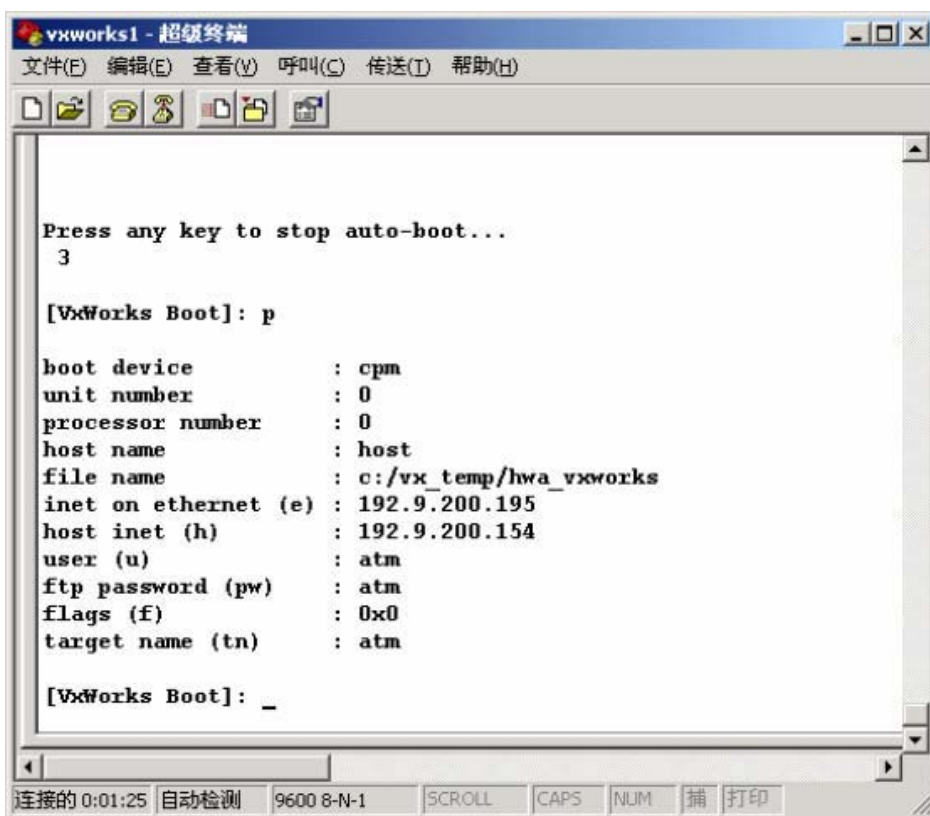 vxworks1 - 超级终端
文件(F) 编辑(E) 查看(V) 呼叫(C) 传送(T) 帮助(H)
Press any key to stop auto-boot...
3
[VxWorks Boot]: p
boot device : cpm
unit number : 0
processor number : 0
host name : host
file name : c:/vx_temp/hwa_vxworks
inet on ethernet (e) : 192.9.200.195
host inet (h) : 192.9.200.154
user (u) : atm
ftp password (pw) : atm
flags (f) : 0x0
target name (tn) : atm
[VxWorks Boot]: _
连接的 0:01:25 自动检测 9600 8-N-1 SCROLL CAPS NUM 捕 打印